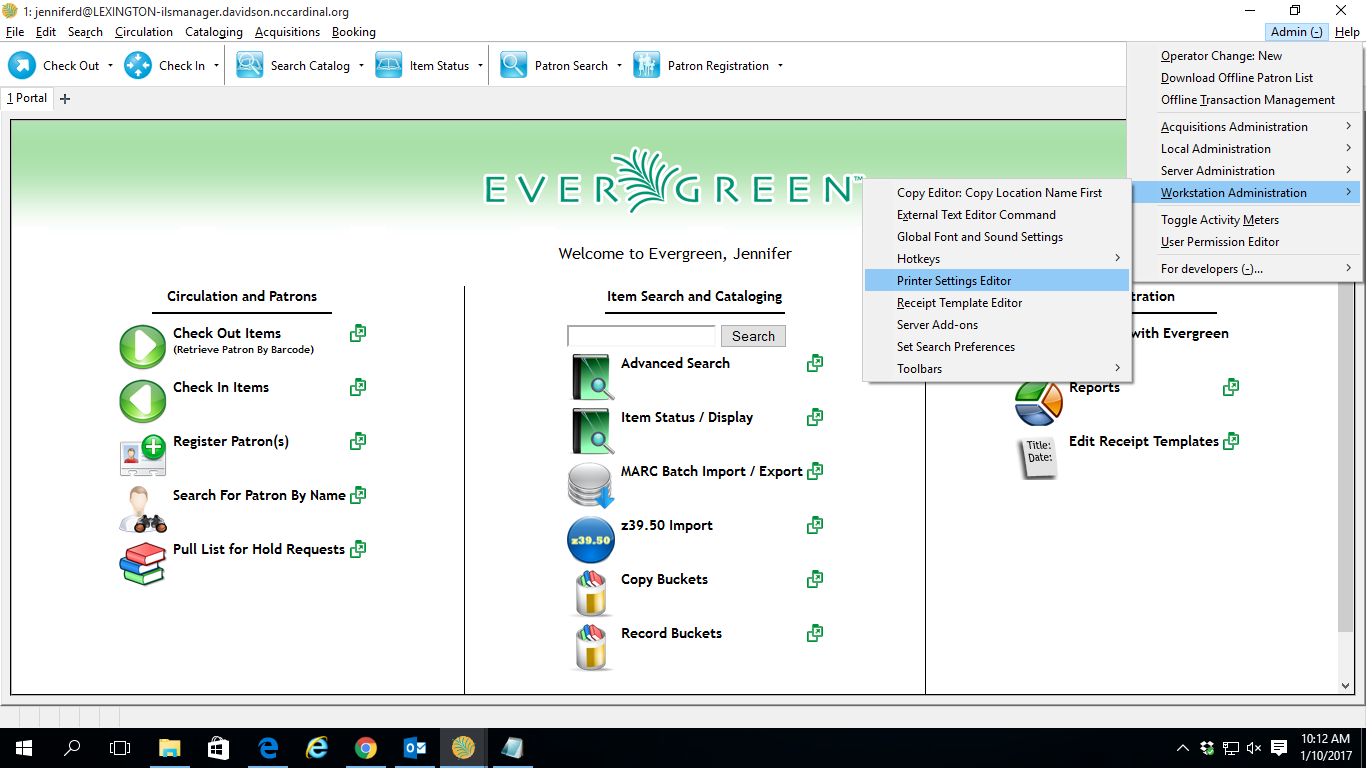 1: jenniferd@LEXINGTON-ilsmanager.davidson.nccardinal.org
File Edit Search Circulation Cataloging Acquisitions Booking Admin (-) Help
Check Out Check In Search Catalog Item Status Patron Search Patron Registration
1 Portal
Operator Change: New
Download Offline Patron List
Offline Transaction Management
Acquisitions Administration
Local Administration
Server Administration
Workstation Administration
Toggle Activity Meters
User Permission Editor
For developers (-)...
Copy Editor: Copy Location Name First
External Text Editor Command
Global Font and Sound Settings
Hotkeys
Printer Settings Editor
Receipt Template Editor
Server Add-ons
Set Search Preferences
Toolbars
EVERGREEN™
Welcome to Evergreen, Jennifer
Circulation and Patrons
Check Out Items
(Retrieve Patron By Barcode)
Check In Items
Register Patron(s)
Search For Patron By Name
Pull List for Hold Requests
Item Search and Cataloging
Search
Advanced Search
Item Status / Display
MARC Batch Import / Export
z39.50
z39.50 Import
Copy Buckets
Record Buckets
tration
with Evergreen
Reports
Title:
Date:
Edit Receipt Templates
10:12 AM
1/10/2017